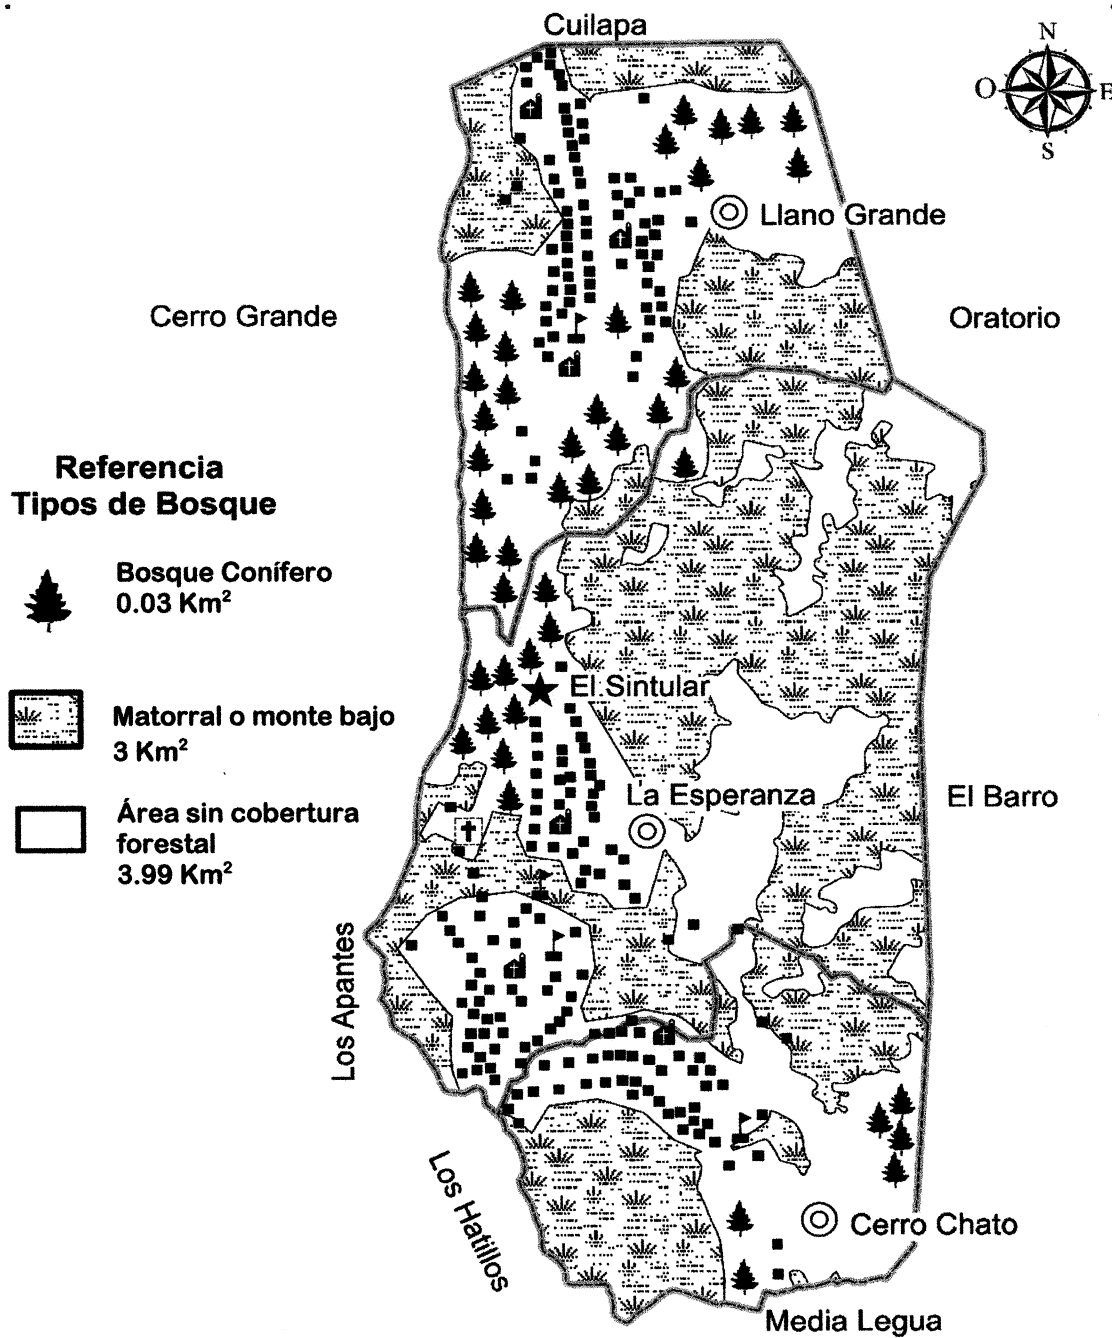 Cuilapa
N
O
E
S
Llano Grande
Cerro Grande
Oratorio
Referencia
Tipos de Bosque
Bosque Conífero
0.03 Km²
El Sintular
Matorral o monte bajo
3 Km²
La Esperanza
El Barro
Área sin cobertura
forestal
3.99 Km²
Los Apantes
Los Hatillos
Cerro Chato
Media Legua